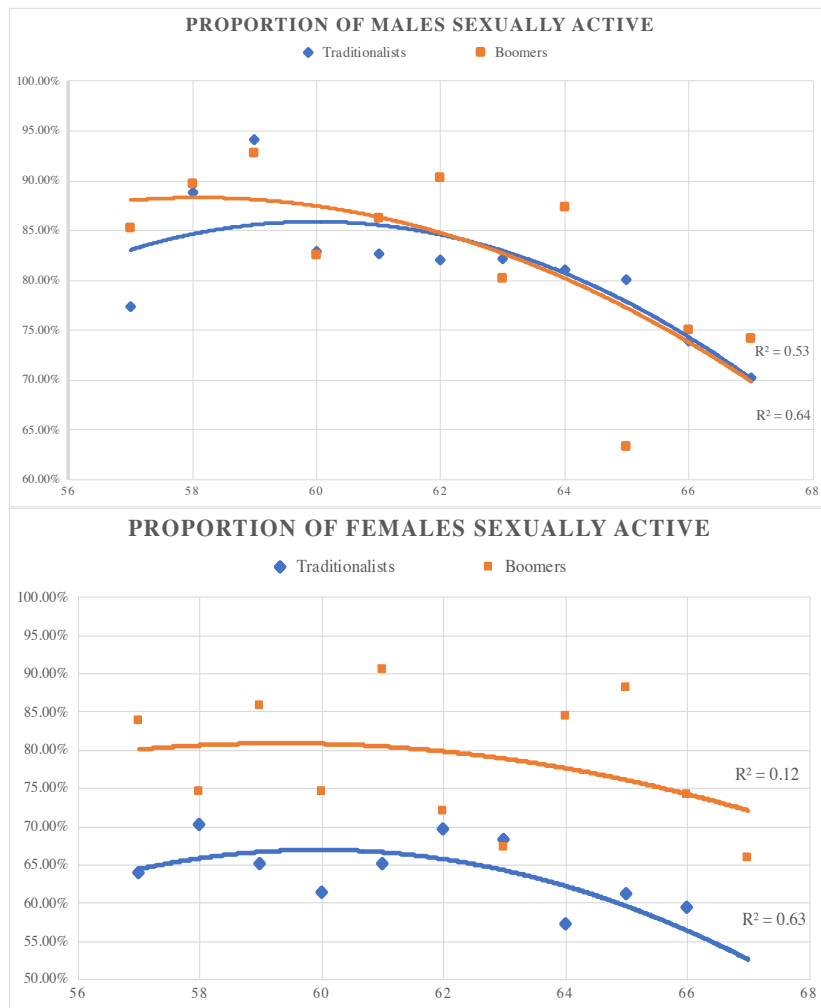 PROPORTION OF MALES SEXUALLY ACTIVE
Traditionalists Boomers
100.00%
95.00%
90.00%
85.00%
80.00%
75.00%
R² = 0.53
70.00%
R² = 0.64
65.00%
60.00%
56 58 60 62 64 66 68
PROPORTION OF FEMALES SEXUALLY ACTIVE
Traditionalists Boomers
100.00%
95.00%
90.00%
85.00%
80.00%
R² = 0.12
75.00%
70.00%
65.00%
60.00%
R² = 0.63
55.00%
50.00%
56 58 60 62 64 66 68